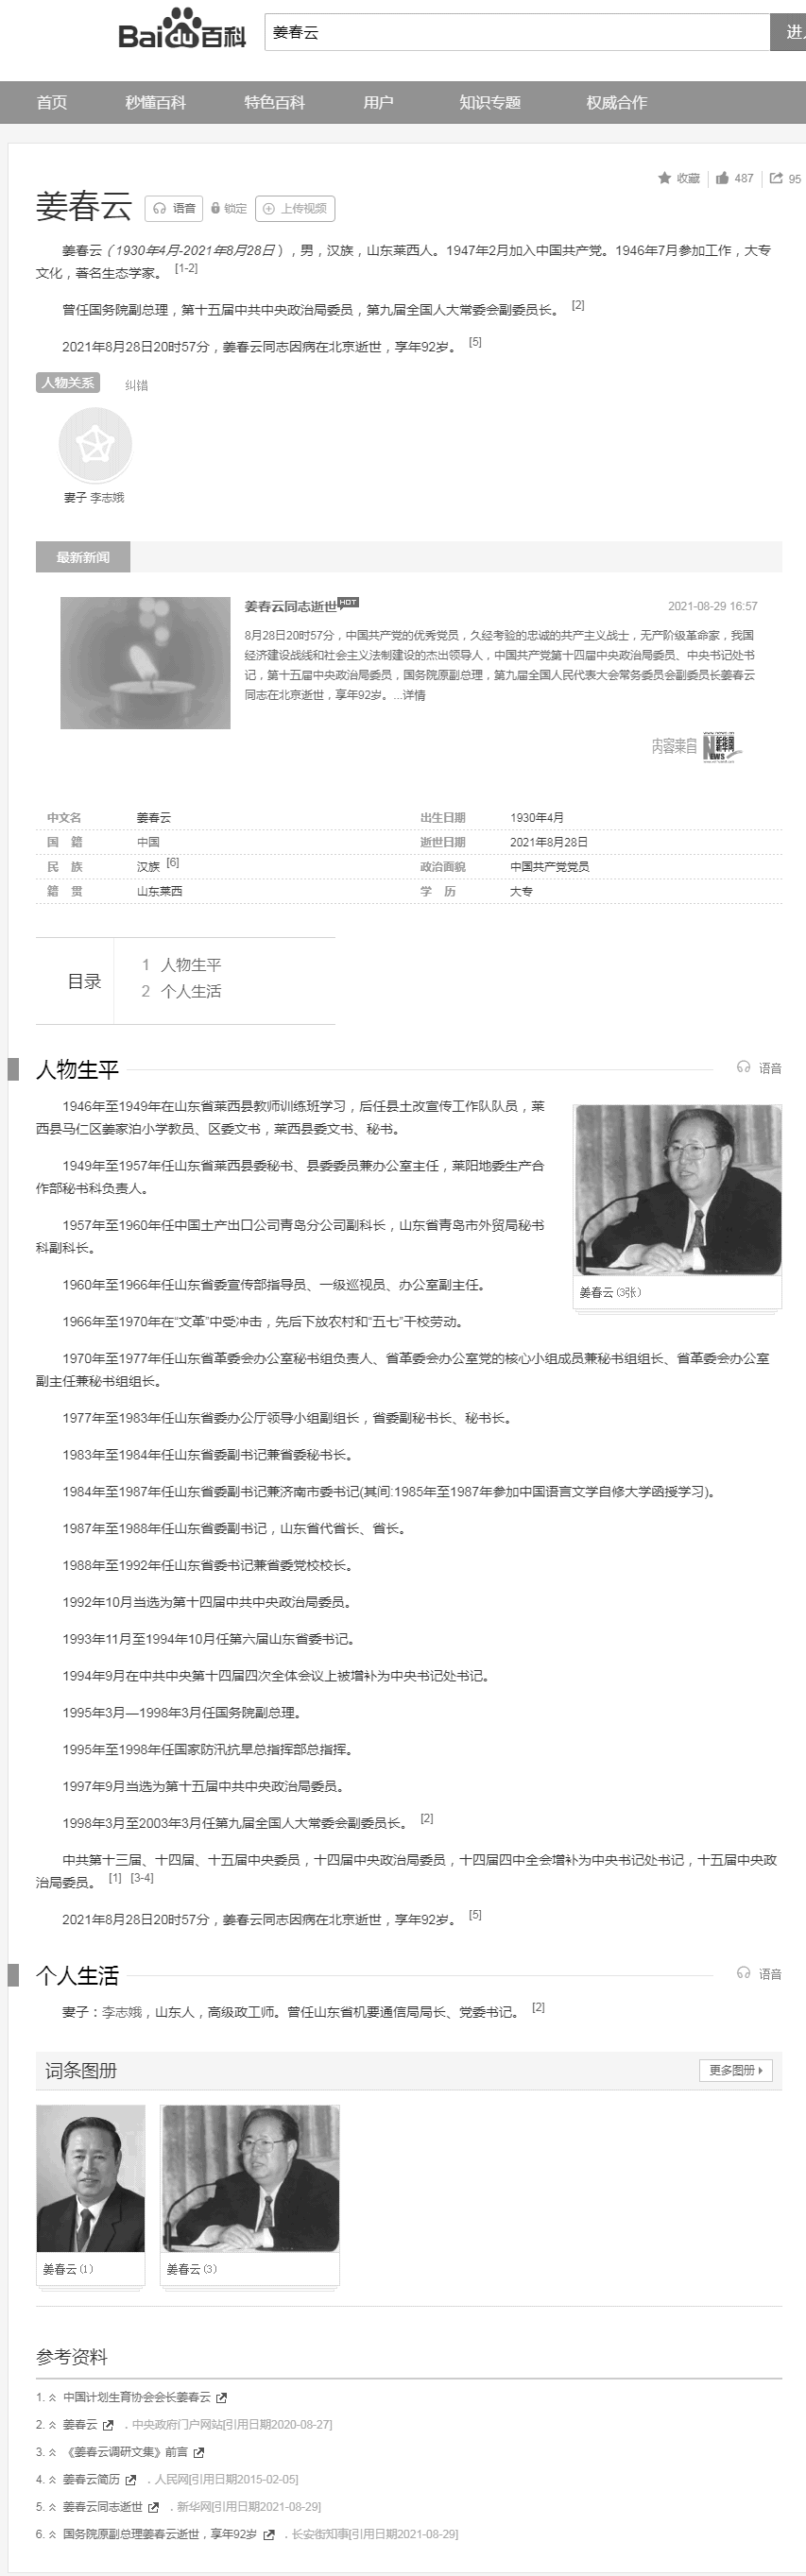 Baidu百科
姜春云
首页 秒懂百科 特色百科 用户 知识专题 权威合作
收藏 487 95
姜春云 语音 锁定 上传视频
姜春云（1930年4月-2021年8月28日），男，汉族，山东莱西人。1947年2月加入中国共产党。1946年7月参加工作，大专
文化，著名生态学家。 [1-2]
曾任国务院副总理，第十五届中共中央政治局委员，第九届全国人大常委会副委员长。 [2]
2021年8月28日20时57分，姜春云同志因病在北京逝世，享年92岁。 [5]
人物关系 纠错
妻子 李志娥
最新新闻
姜春云同志逝世 HOT 2021-08-29 16:57
8月28日20时57分，中国共产党的优秀党员，久经考验的忠诚的共产主义战士，无产阶级革命家，我国
经济建设战线和社会主义法制建设的杰出领导人，中国共产党第十四届中央政治局委员、中央书记处书
记，第十五届中央政治局委员，国务院原副总理，第九届全国人民代表大会常务委员会副委员长姜春云
同志在北京逝世，享年92岁。...详情
内容来自 新华网 NEWS
中文名 姜春云 出生日期 1930年4月
国 籍 中国 逝世日期 2021年8月28日
民 族 汉族 [6] 政治面貌 中国共产党党员
籍 贯 山东莱西 学 历 大专
目录
1 人物生平
2 个人生活
人物生平 语音
1946年至1949年在山东省莱西县教师训练班学习，后任县土改宣传工作队队员，莱
西县马仁区姜家泊小学教员、区委文书，莱西县委文书、秘书。
1949年至1957年任山东省莱西县委秘书、县委委员兼办公室主任，莱阳地委生产合
作部秘书科负责人。
1957年至1960年任中国土产出口公司青岛分公司副科长，山东省青岛市外贸局秘书
科副科长。
姜春云 (3张)
1960年至1966年任山东省委宣传部指导员、一级巡视员、办公室副主任。
1966年至1970年在“文革”中受冲击，先后下放农村和“五七”干校劳动。
1970年至1977年任山东省革委会办公室秘书组负责人、省革委会办公室党的核心小组成员兼秘书组组长、省革委会办公室
副主任兼秘书组组长。
1977年至1983年任山东省委办公厅领导小组副组长，省委副秘书长、秘书长。
1983年至1984年任山东省委副书记兼省委秘书长。
1984年至1987年任山东省委副书记兼济南市委书记(其间:1985年至1987年参加中国语言文学自修大学函授学习)。
1987年至1988年任山东省委副书记，山东省代省长、省长。
1988年至1992年任山东省委书记兼省委党校校长。
1992年10月当选为第十四届中共中央政治局委员。
1993年11月至1994年10月任第六届山东省委书记。
1994年9月在中共中央第十四届四次全体会议上被增补为中央书记处书记。
1995年3月—1998年3月任国务院副总理。
1995年至1998年任国家防汛抗旱总指挥部总指挥。
1997年9月当选为第十五届中共中央政治局委员。
1998年3月至2003年3月任第九届全国人大常委会副委员长。 [2]
中共第十三届、十四届、十五届中央委员，十四届中央政治局委员，十四届四中全会增补为中央书记处书记，十五届中央政
治局委员。 [1] [3-4]
2021年8月28日20时57分，姜春云同志因病在北京逝世，享年92岁。 [5]
个人生活 语音
妻子：李志娥，山东人，高级政工师。曾任山东省机要通信局局长、党委书记。 [2]
词条图册 更多图册
姜春云 (1) 姜春云 (3)
参考资料
1. 中国计划生育协会会长姜春云
2. 姜春云 ．中央政府门户网站[引用日期2020-08-27]
3. 《姜春云调研文集》前言
4. 姜春云简历 ．人民网[引用日期2015-02-05]
5. 姜春云同志逝世 ．新华网[引用日期2021-08-29]
6. 国务院原副总理姜春云逝世，享年92岁 ．长安街知事[引用日期2021-08-29]